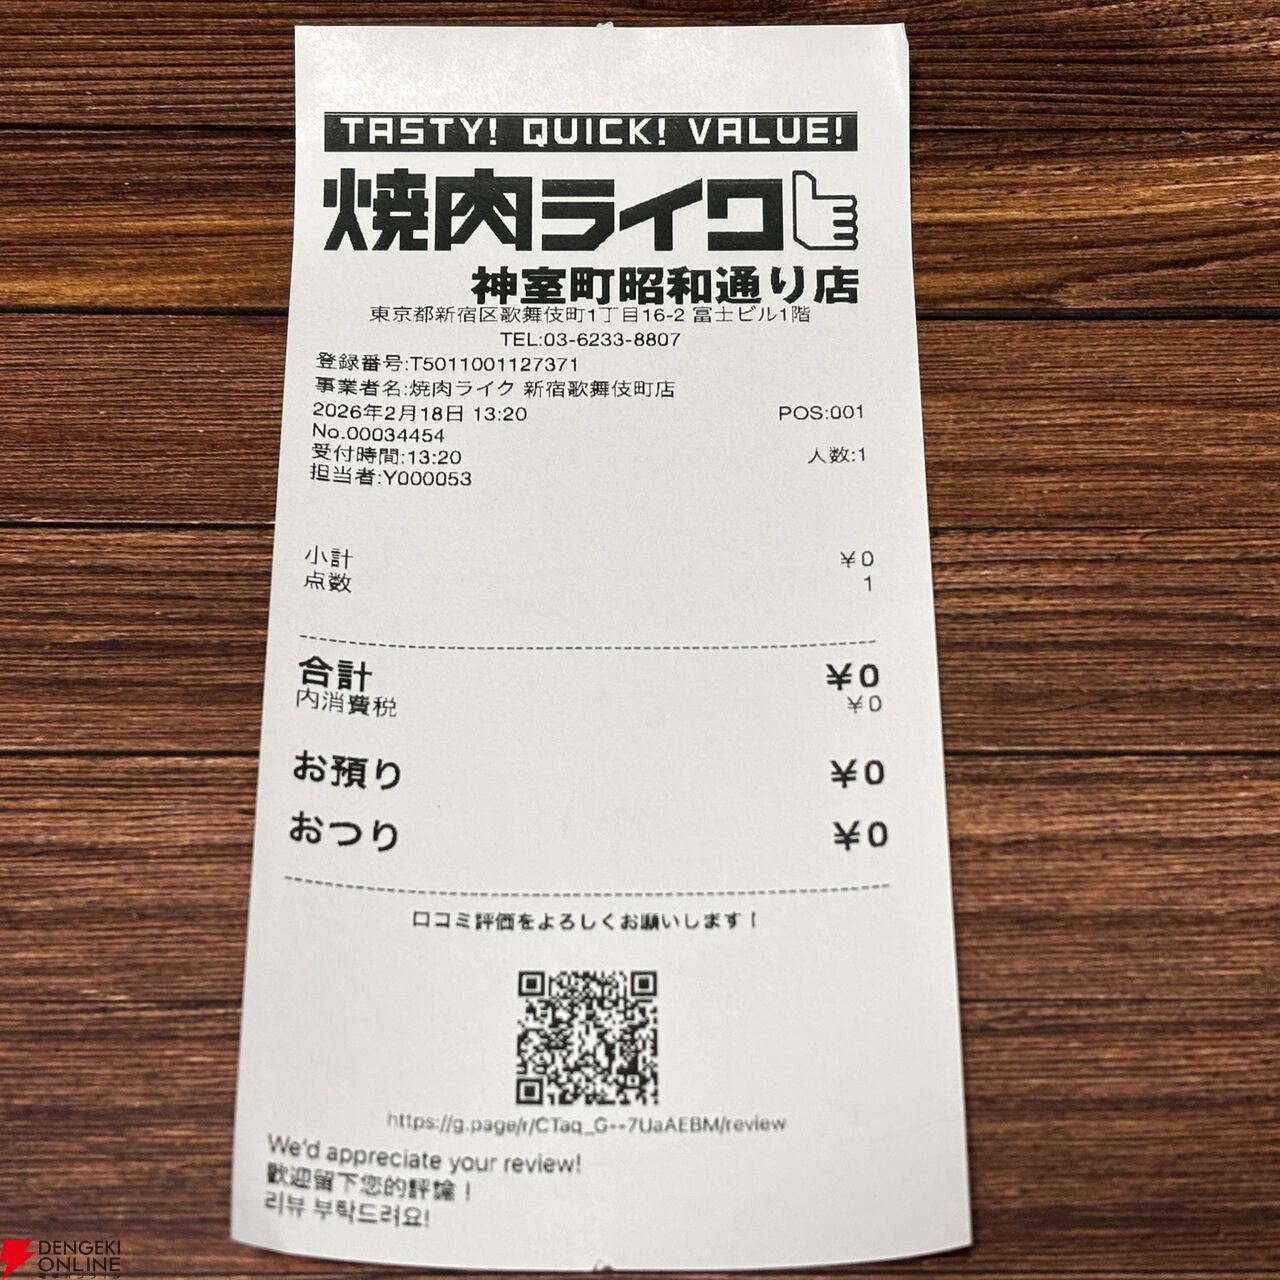 TASTY! QUICK! VALUE!
焼肉ライク
神室町昭和通り店
東京都新宿区歌舞伎町1丁目16-2 富士ビル1階
TEL:03-6233-8807
登録番号:T5011001127371
事業者名:焼肉ライク 新宿歌舞伎町店
2026年2月18日 13:20 POS:001
No.00034454
受付時間:13:20 人数:1
担当者:Y000053
小計 ¥0
点数 1
合計 ¥0
内消費税 ¥0
お預り ¥0
おつり ¥0
口コミ評価をよろしくお願いします！
https://g.page/r/CTaq_G--7UaAEBM/review
We'd appreciate your review!
歡迎留下您的評論！
리뷰 부탁드려요!
DENGEKI
ONLINE
電撃オンライン